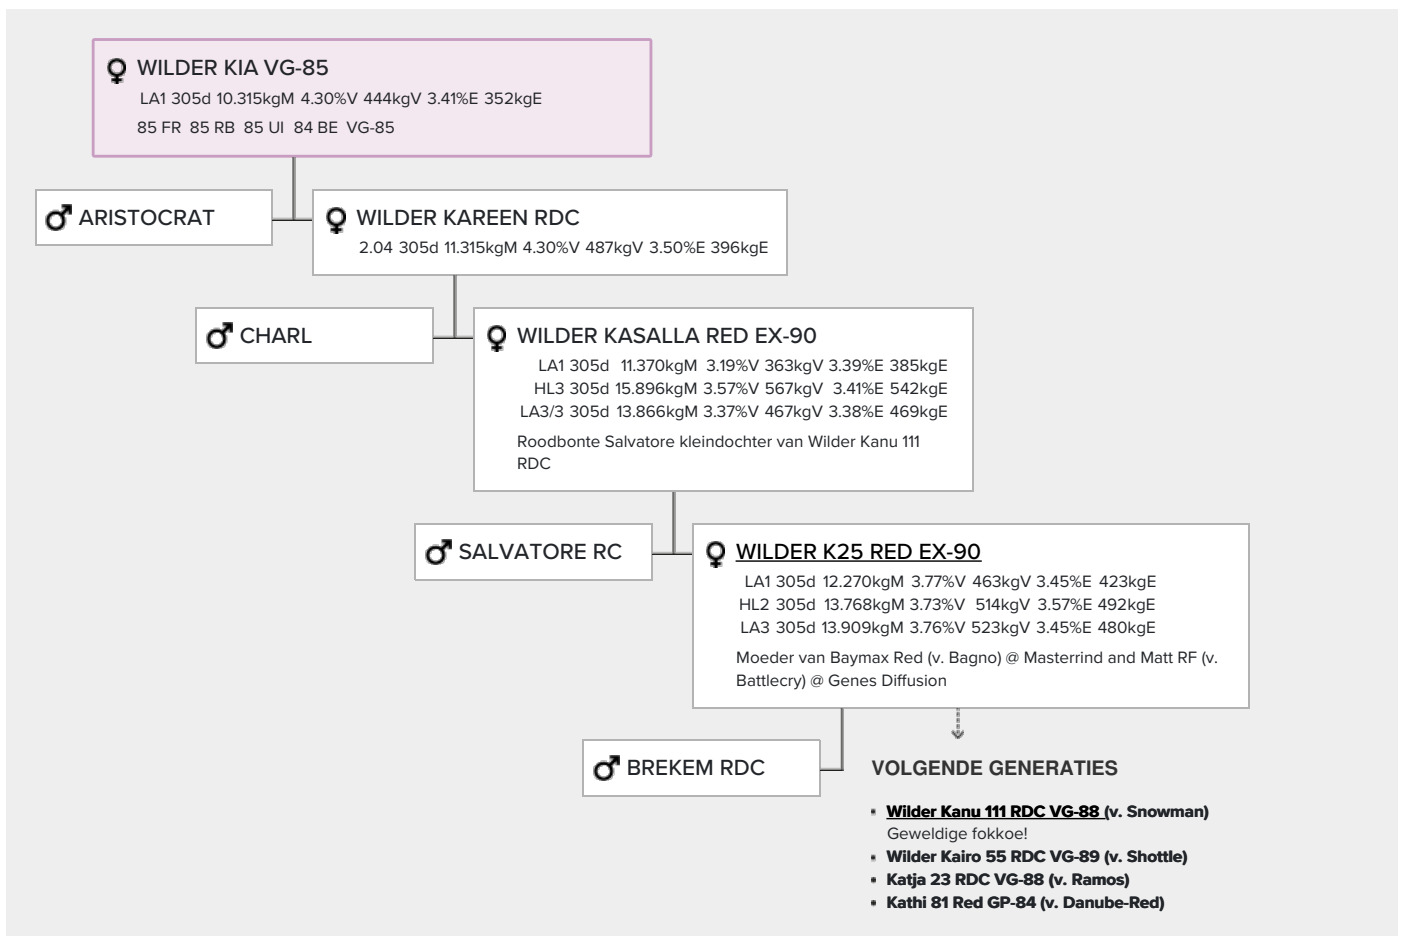 WILDER KIA VG-85
LA1 305d 10.315kgM 4.30%V 444kgV 3.41%E 352kgE
85 FR 85 RB 85 UI 84 BE VG-85
ARISTOCRAT
WILDER KAREEN RDC
2.04 305d 11.315kgM 4.30%V 487kgV 3.50%E 396kgE
CHARL
WILDER KASALLA RED EX-90
LA1 305d 11.370kgM 3.19%V 363kgV 3.39%E 385kgE
HL3 305d 15.896kgM 3.57%V 567kgV 3.41%E 542kgE
LA3/3 305d 13.866kgM 3.37%V 467kgV 3.38%E 469kgE
Roodbonte Salvatore kleindochter van Wilder Kanu 111
RDC
SALVATORE RC
WILDER K25 RED EX-90
LA1 305d 12.270kgM 3.77%V 463kgV 3.45%E 423kgE
HL2 305d 13.768kgM 3.73%V 514kgV 3.57%E 492kgE
LA3 305d 13.909kgM 3.76%V 523kgV 3.45%E 480kgE
Moeder van Baymax Red (v. Bagno) @ Masterrind and Matt RF (v.
Battlecry) @ Genes Diffusion
BREKEM RDC
VOLGENDE GENERATIES
Wilder Kanu 111 RDC VG-88 (v. Snowman)
Geweldige fokkoe!
Wilder Kairo 55 RDC VG-89 (v. Shottle)
Katja 23 RDC VG-88 (v. Ramos)
Kathi 81 Red GP-84 (v. Danube-Red)